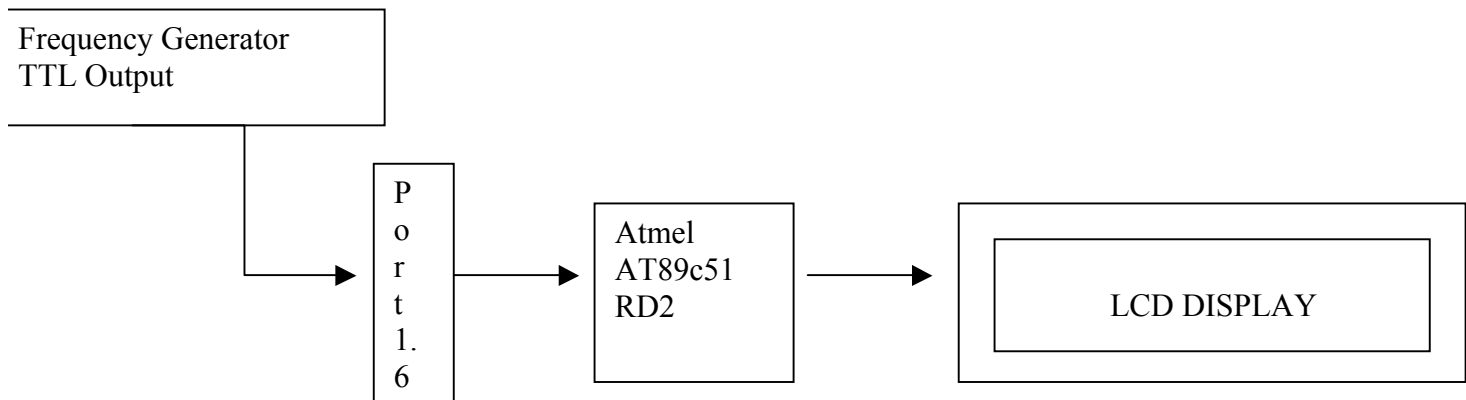 Frequency Generator
TTL Output
P
o
r
t
1.
6
Atmel
AT89c51
RD2
LCD DISPLAY